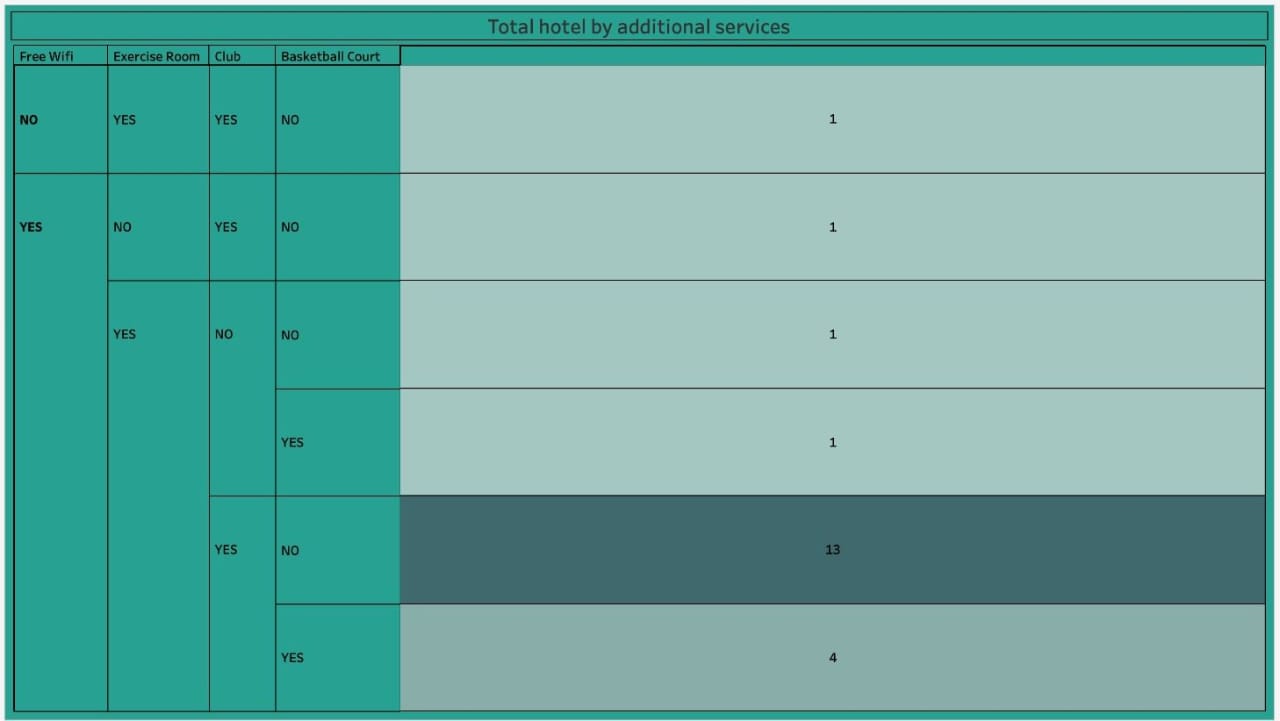 Total hotel by additional services
Free Wifi Exercise Room Club Basketball Court
NO YES YES NO 1
YES NO YES NO 1
YES NO NO 1
YES 1
YES NO 13
YES 4